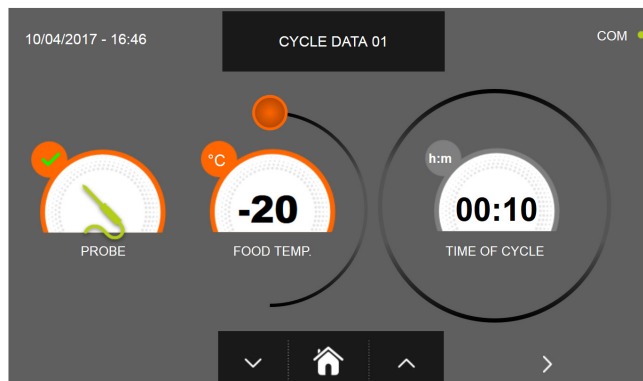 10/04/2017 - 16:46
CYCLE DATA 01
COM
°C
h:m
-20
00:10
PROBE
FOOD TEMP.
TIME OF CYCLE